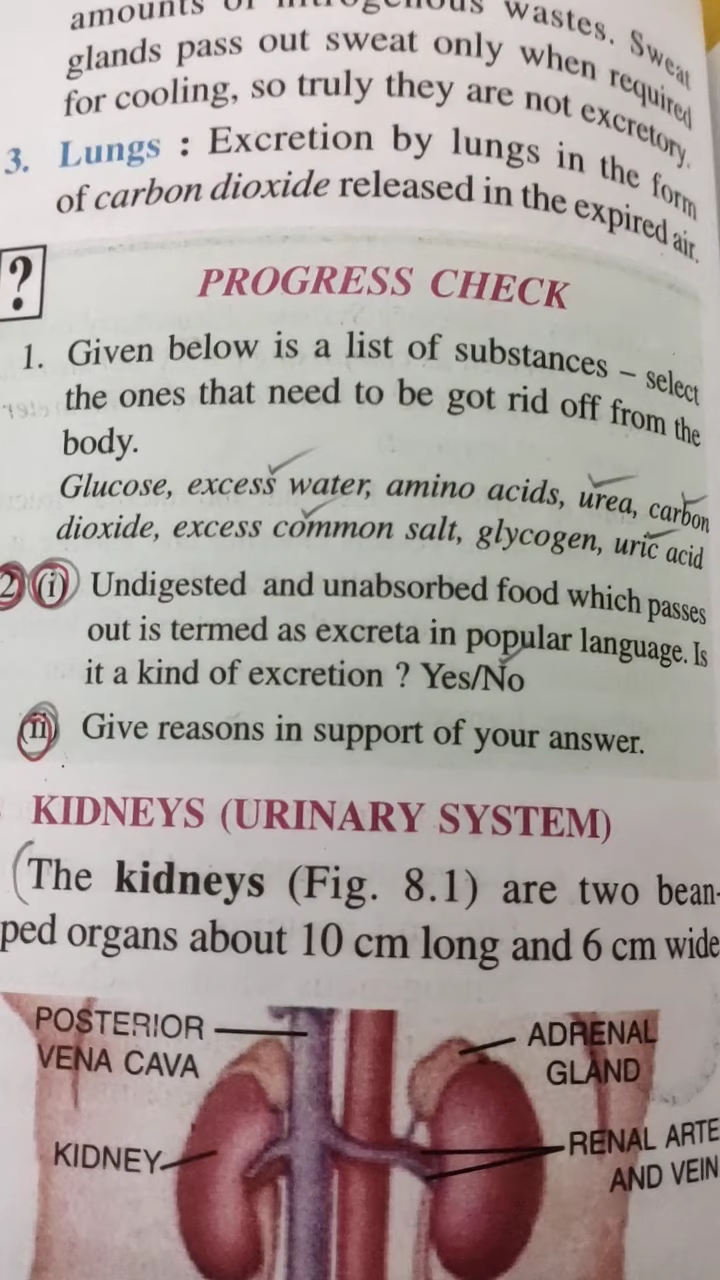 amounts of nitrogenous wastes. Sweat
glands pass out sweat only when required
for cooling, so truly they are not excretory.
3. Lungs : Excretion by lungs in the form
of carbon dioxide released in the expired air.
?
PROGRESS CHECK
1. Given below is a list of substances – select
the ones that need to be got rid off from the
body.
Glucose, excess water, amino acids, urea, carbon
dioxide, excess common salt, glycogen, uric acid
2 (i) Undigested and unabsorbed food which passes
out is termed as excreta in popular language. Is
it a kind of excretion ? Yes/No
(ii) Give reasons in support of your answer.
KIDNEYS (URINARY SYSTEM)
(The kidneys (Fig. 8.1) are two bean-
ped organs about 10 cm long and 6 cm wide
POSTERIOR
VENA CAVA
ADRENAL
GLAND
KIDNEY
RENAL ARTE
AND VEIN